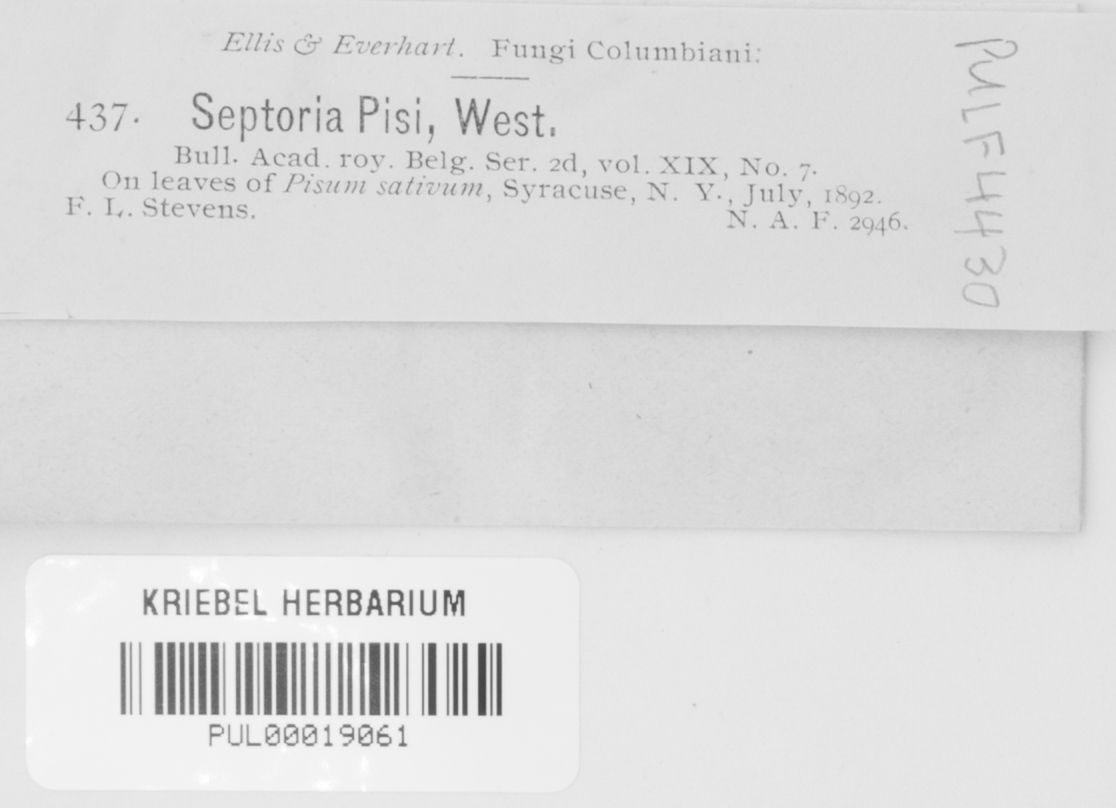 Ellis & Everhart. Fungi Columbiani.
437. Septoria Pisi, West.
Bull. Acad. roy. Belg. Ser. 2d, vol. XIX, No. 7.
On leaves of Pisum sativum, Syracuse, N. Y., July, 1892.
F. L. Stevens.
N. A. F. 2946.
PULF4430
KRIEBEL HERBARIUM
PUL00019061